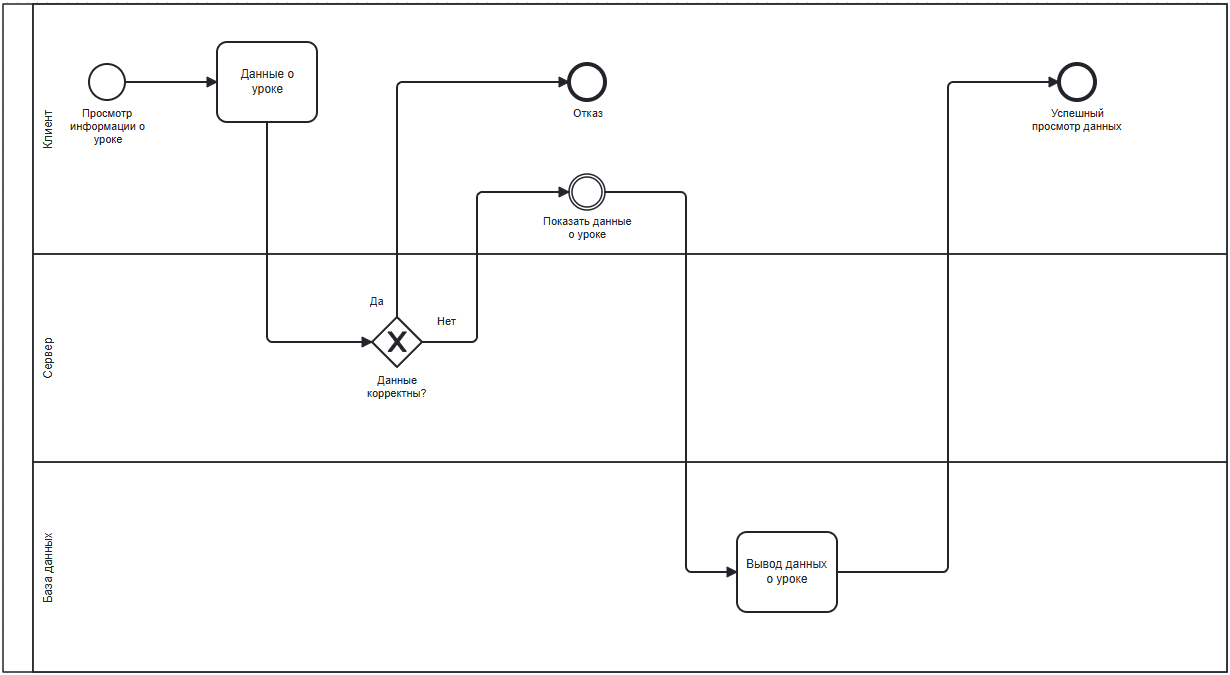 Клиент
Просмотр
информации о
уроке
Данные о
уроке
Отказ
Успешный
просмотр данных
Показать данные
о уроке
Сервер
Да
Нет
Данные
корректны?
База данных
Вывод данных
о уроке